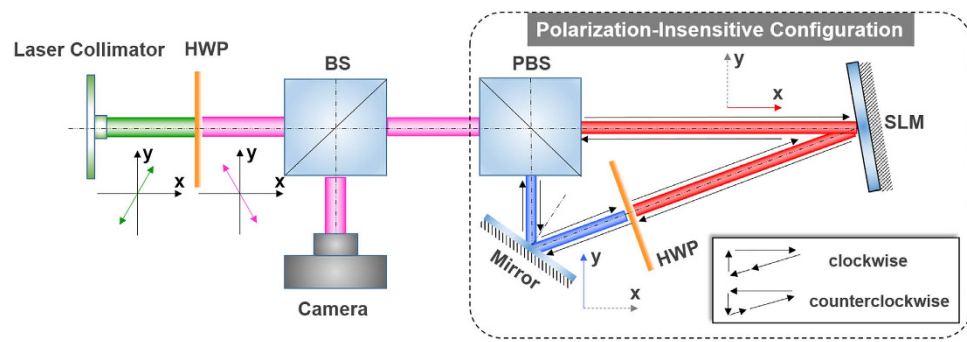 Polarization-Insensitive Configuration
Laser Collimator
HWP
BS
PBS
y
x
SLM
y
x
y
x
HWP
Mirror
y
x
Camera
clockwise
counterclockwise